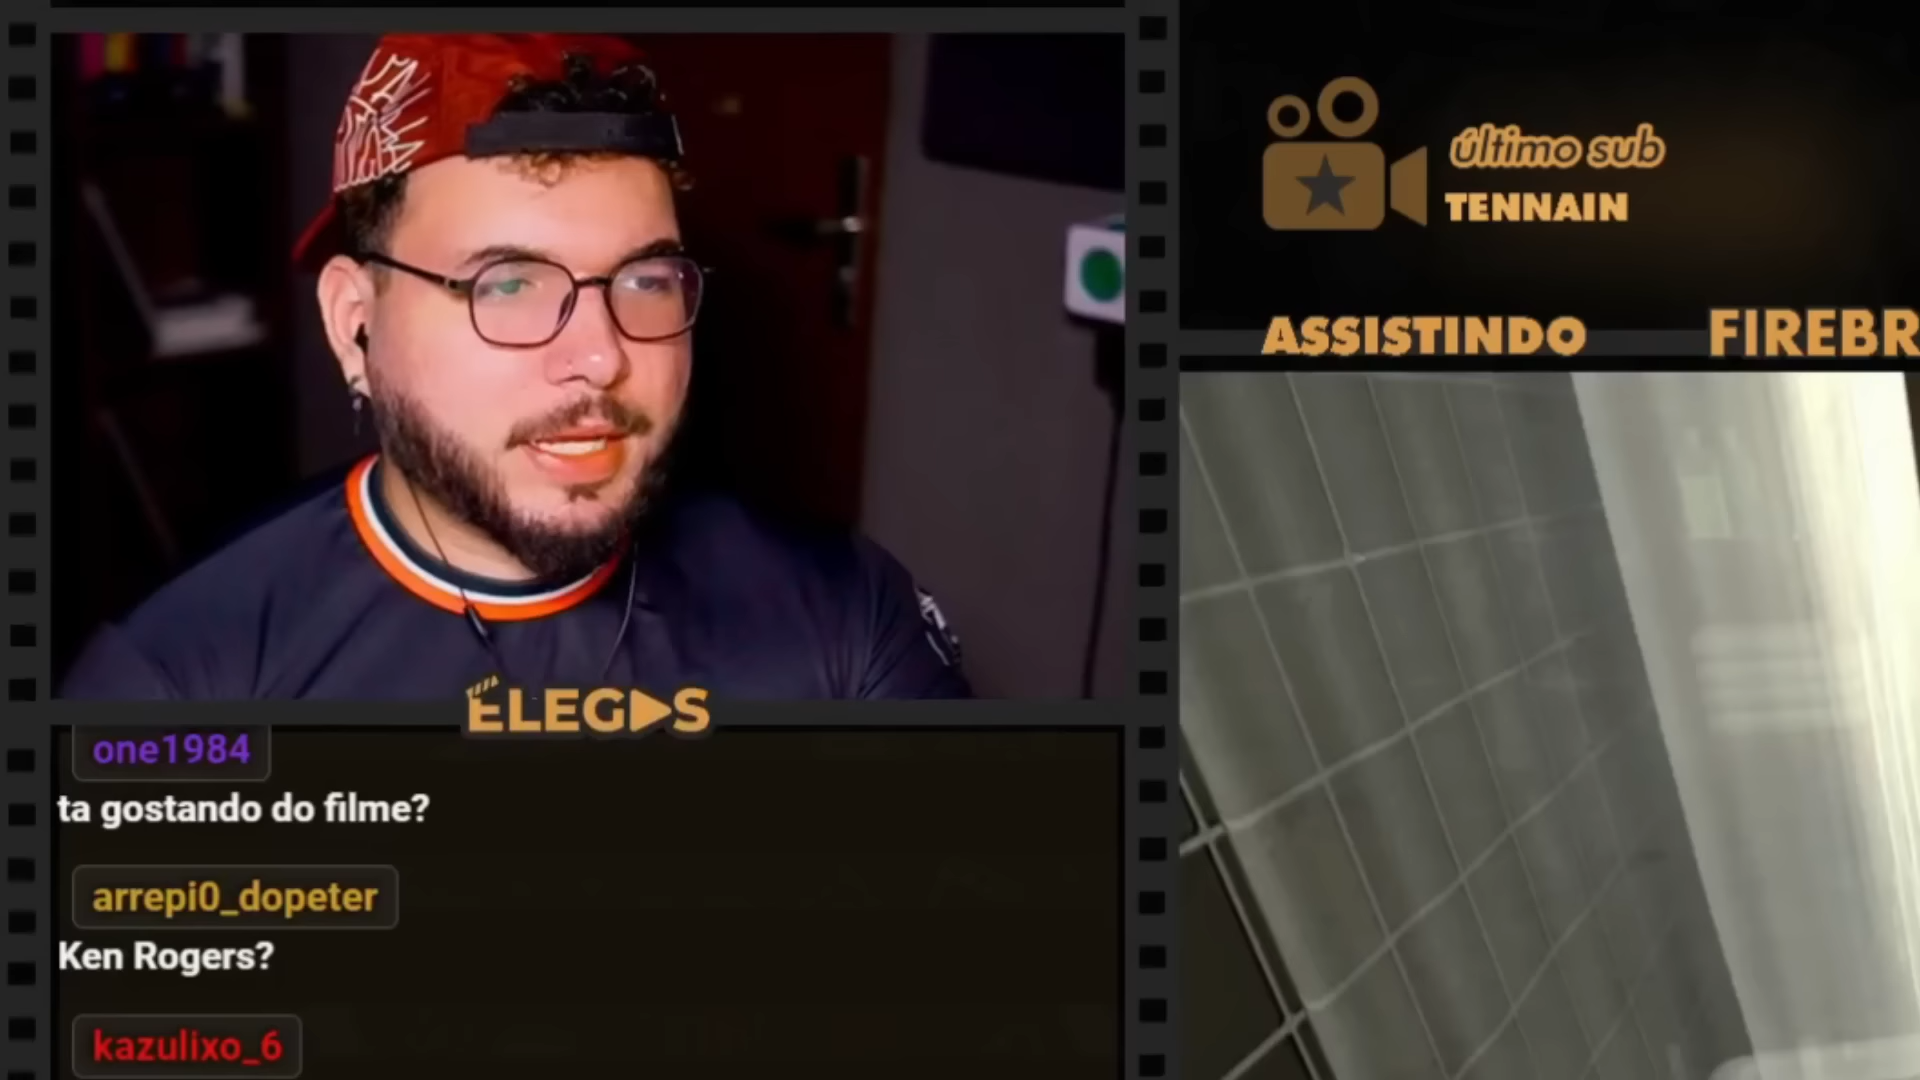 último sub
TENNAIN
ASSISTINDO FIREBR
ELEGOS
one1984
ta gostando do filme?
arrepi0_dopeter
Ken Rogers?
kazulixo_6